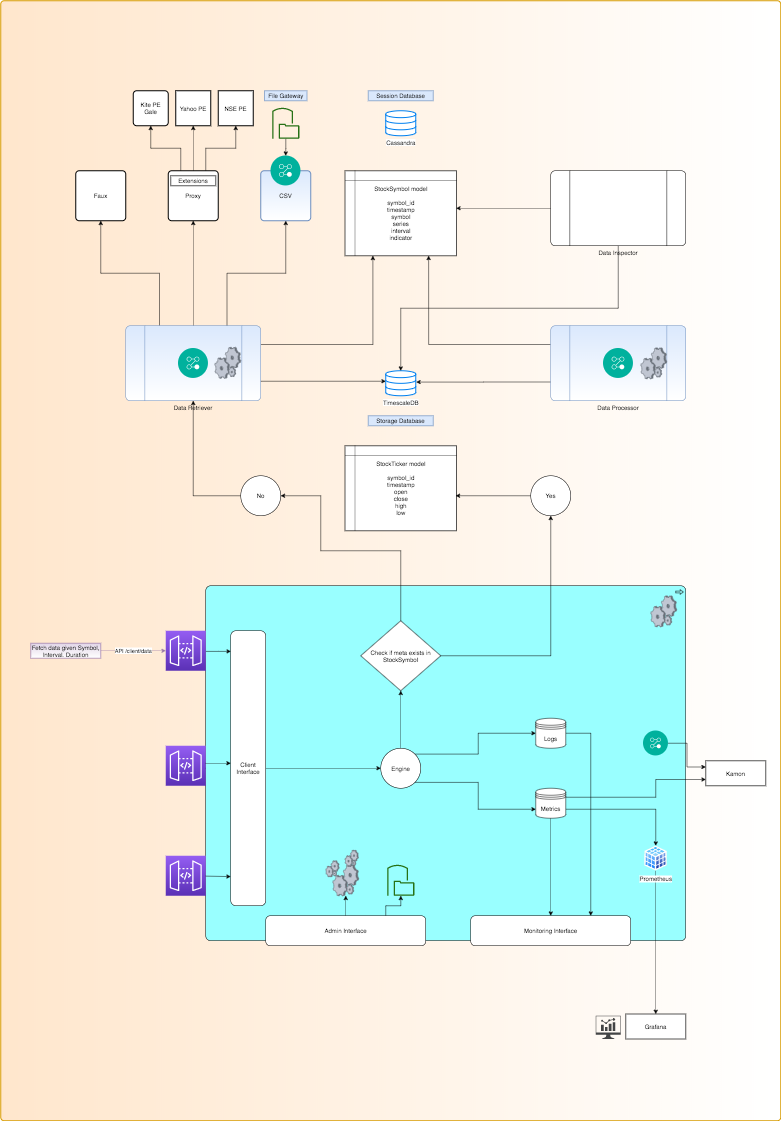 Kite PE
Gate
Yahoo PE
NSE PE
File Gateway
Session Database
Cassandra
Extensions
Faux
Proxy
CSV
StockSymbol model
symbol_id
timestamp
symbol
series
interval
indicator
Data Inspector
Data Retriever
TimescaleDB
Data Processor
Storage Database
StockTicker model
symbol_id
timestamp
open
close
high
low
No
Yes
Fetch data given Symbol,
Interval, Duration
API /client/data
Check if meta exists in
StockSymbol
Client
Interface
Engine
Logs
Metrics
Kamon
Prometheus
Admin Interface
Monitoring Interface
Grafana